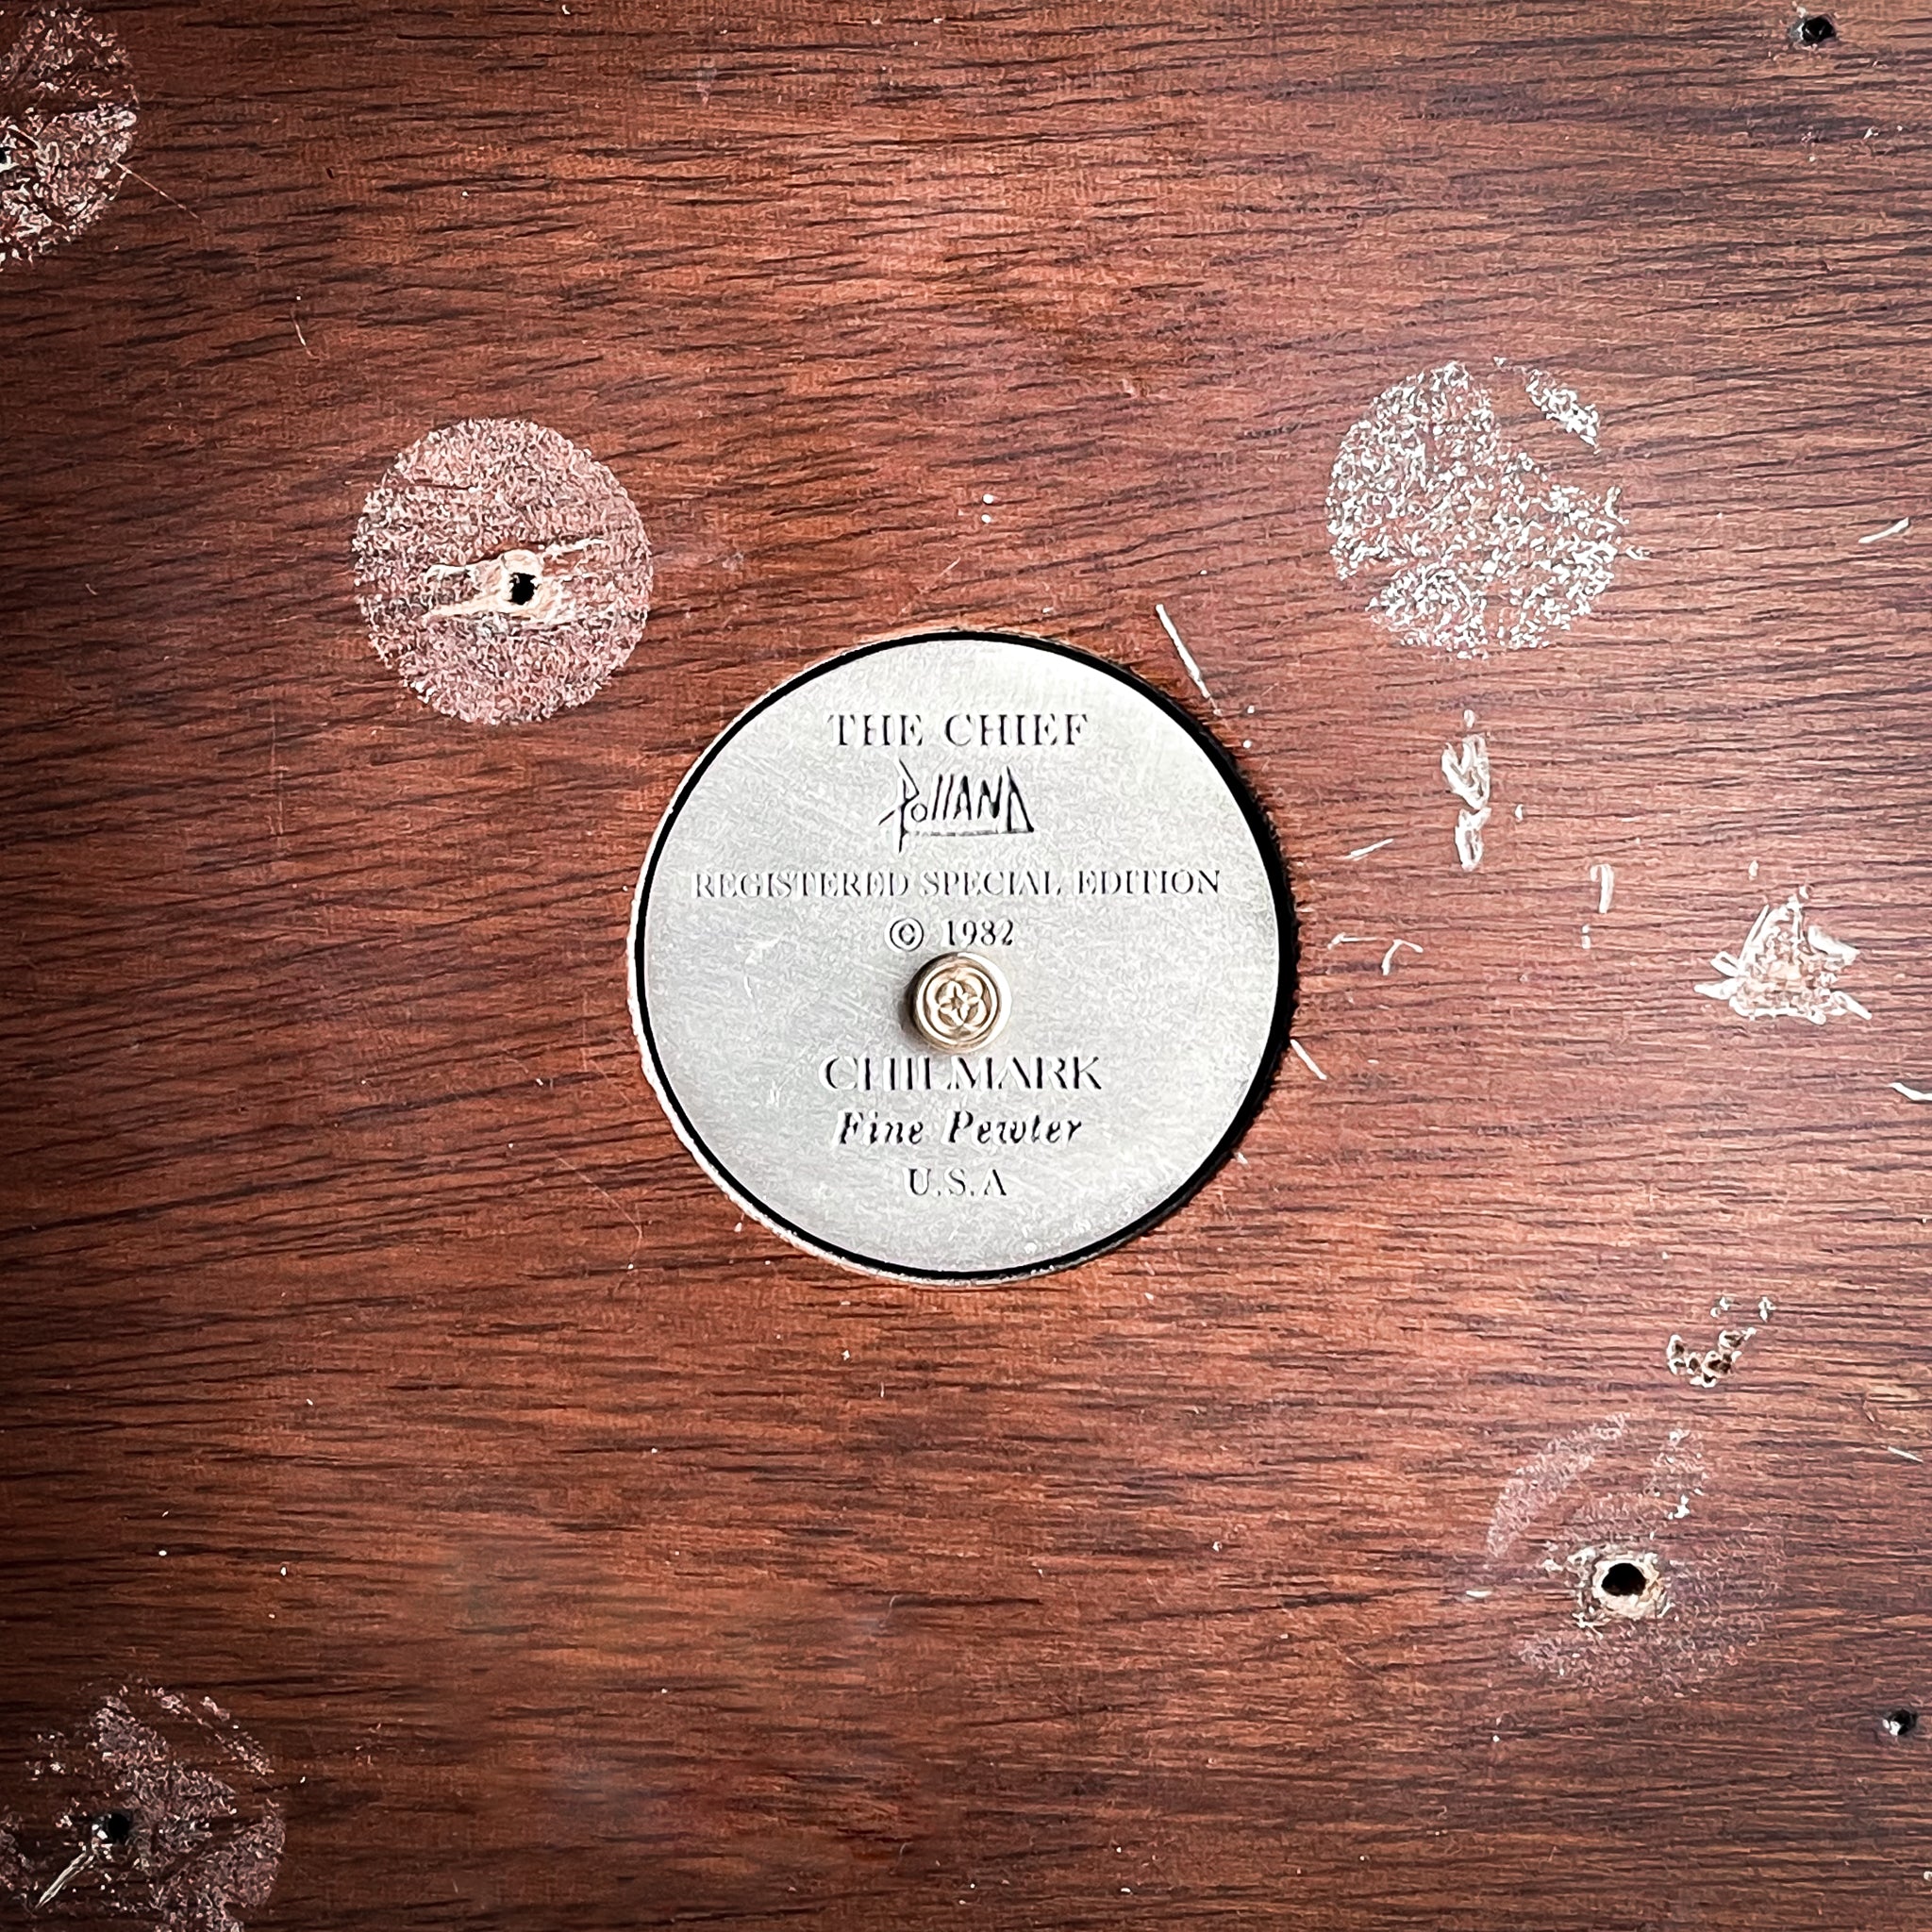 THE CHIEF
Polland
REGISTERED SPECIAL EDITION
© 1982
CHILMARK
Fine Pewter
U.S.A